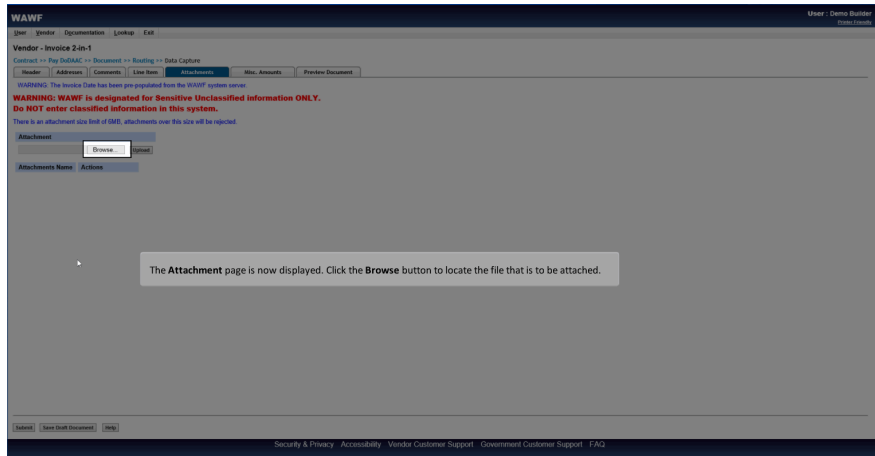 WAWF
User : Demo Builder
Printer Friendly
User Vendor Documentation Lookup Exit
Vendor - Invoice 2-in-1
Contract >> Pay DoDAAC >> Document >> Routing >> Data Capture
Header Addresses Comments Line Item Attachments Misc. Amounts Preview Document
WARNING: The Invoice Date has been pre-populated from the WAWF system server.
WARNING: WAWF is designated for Sensitive Unclassified information ONLY.
Do NOT enter classified information in this system.
There is an attachment size limit of 6MB, attachments over this size will be rejected.
Attachment
Browse... Upload
Attachments Name Actions
The Attachment page is now displayed. Click the Browse button to locate the file that is to be attached.
Submit Save Draft Document Help
Security & Privacy Accessibility Vendor Customer Support Government Customer Support FAQ